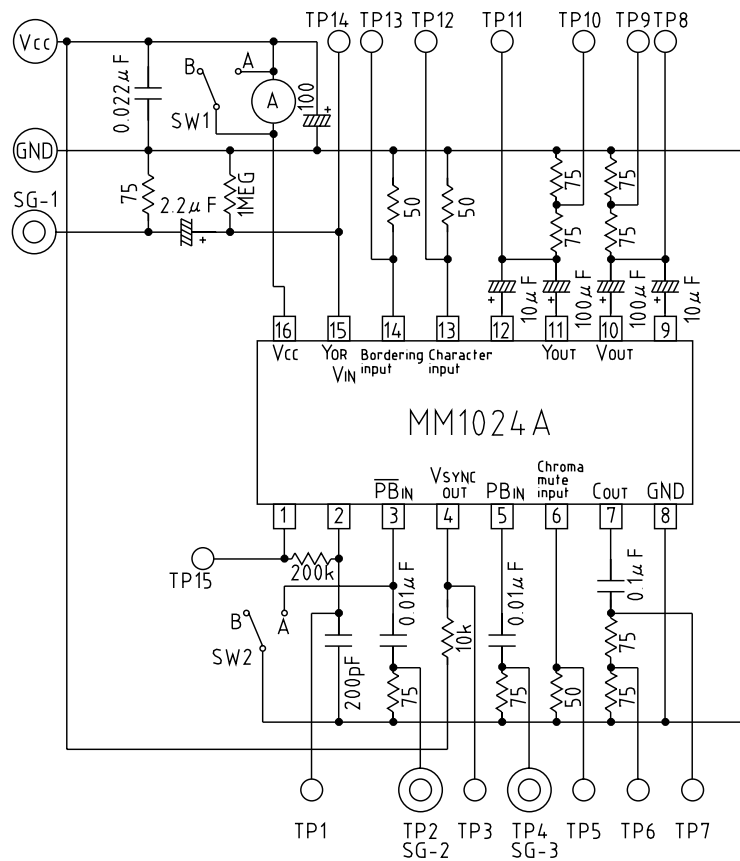 TP14 TP13 TP12 TP11 TP10 TP9 TP8
Vcc
B A
A
0.022μF
SW1
100
+
GND
SG-1
75
2.2μF
+
1MEG
50
50
75
75
75
75
+ 10μF
+ 100μF
+ 100μF
+ 10μF
16 15 14 13 12 11 10 9
Vcc YOR Bordering Character YOUT VOUT
VIN input input
MM1024A
PBIN VSYNC OUT PBIN Chroma mute input COUT GND
1 2 3 4 5 6 7 8
TP15
200k
0.01μF
0.01μF
0.1μF
B A
SW2
10k
75
200pF
75
75
50
75
TP1 TP2 TP3 TP4 TP5 TP6 TP7
SG-2 SG-3